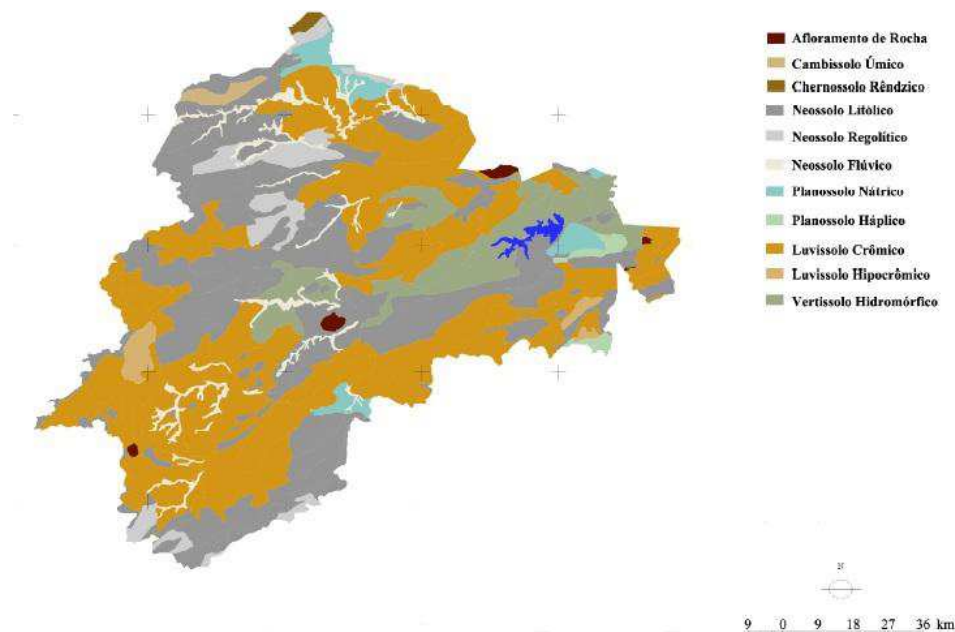 Afloramento de Rocha
Cambissolo Úmico
Chernossolo Rêndzico
Neossolo Litólico
Neossolo Regolítico
Neossolo Flúvico
Planossolo Nátrico
Planossolo Háplico
Luvissolo Crômico
Luvissolo Hipocrômico
Vertissolo Hidromórfico
9 0 9 18 27 36 km